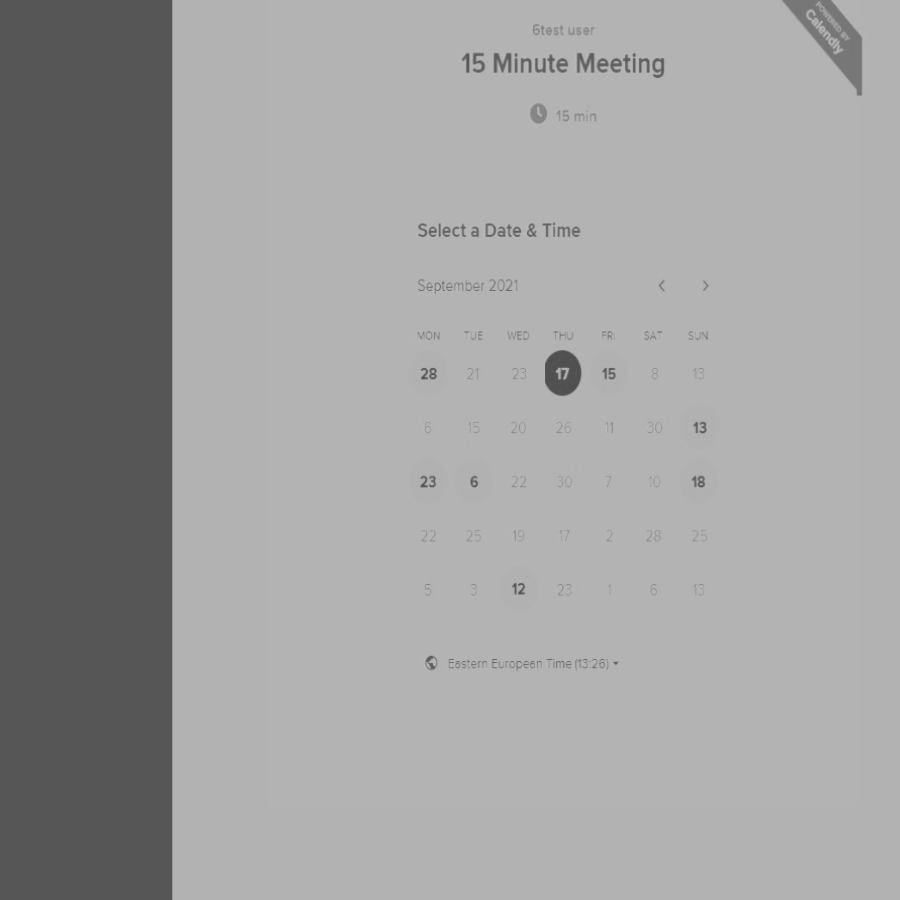 POWERED BY
Calendly
6test user
15 Minute Meeting
15 min
Select a Date & Time
September 2021
MON TUE WED THU FRI SAT SUN
28 21 23 17 15 8 13
6 15 20 26 11 30 13
23 6 22 30 7 10 18
22 25 19 17 2 28 25
5 3 12 23 1 6 13
Eastern European Time (13:26)